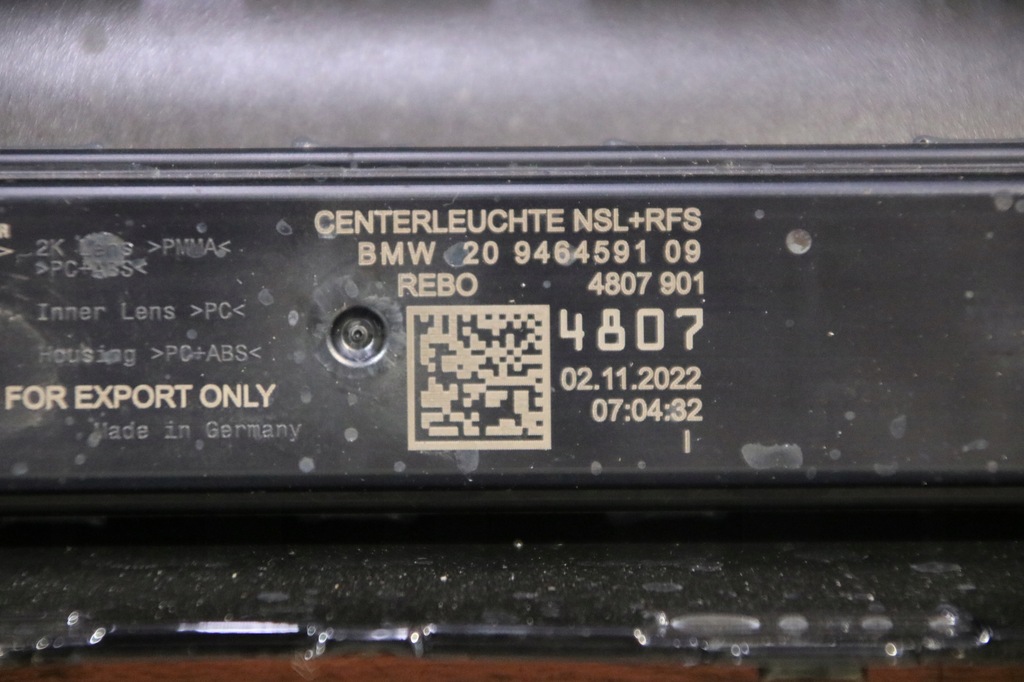 R
2K >PMMA<
>PC+ABS<
Inner Lens >PC<
Housing >PC+ABS<
FOR EXPORT ONLY
Made in Germany
CENTERLEUCHTE NSL+RFS
BMW 20 9464591 09
REBO 4807 901
4807
02.11.2022
07:04:32
I